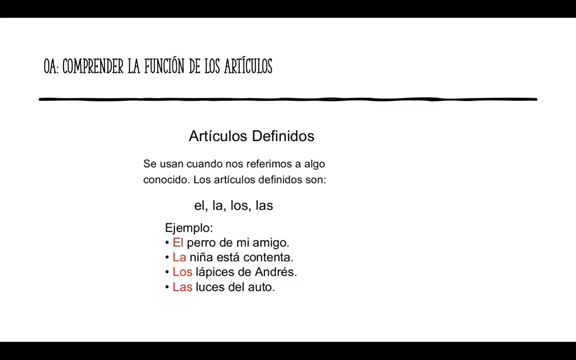 OA: COMPRENDER LA FUNCIÓN DE LOS ARTÍCULOS
Artículos Definidos
Se usan cuando nos referimos a algo
conocido. Los artículos definidos son:
el, la, los, las
Ejemplo:
• El perro de mi amigo.
• La niña está contenta.
• Los lápices de Andrés.
• Las luces del auto.